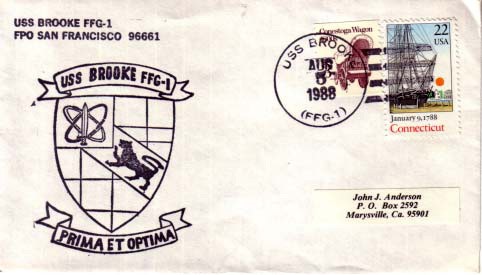 USS BROOKE FFG-1
FPO SAN FRANCISCO 96661
USS BROOKE FFG-1
PRIMA ET OPTIMA
Conestoga Wagon
USS BROOKE
AUG
5
1988
(FFG-1)
22
USA
January 9, 1788
Connecticut
John J. Anderson
P. O. Box 2592
Marysville, Ca. 95901